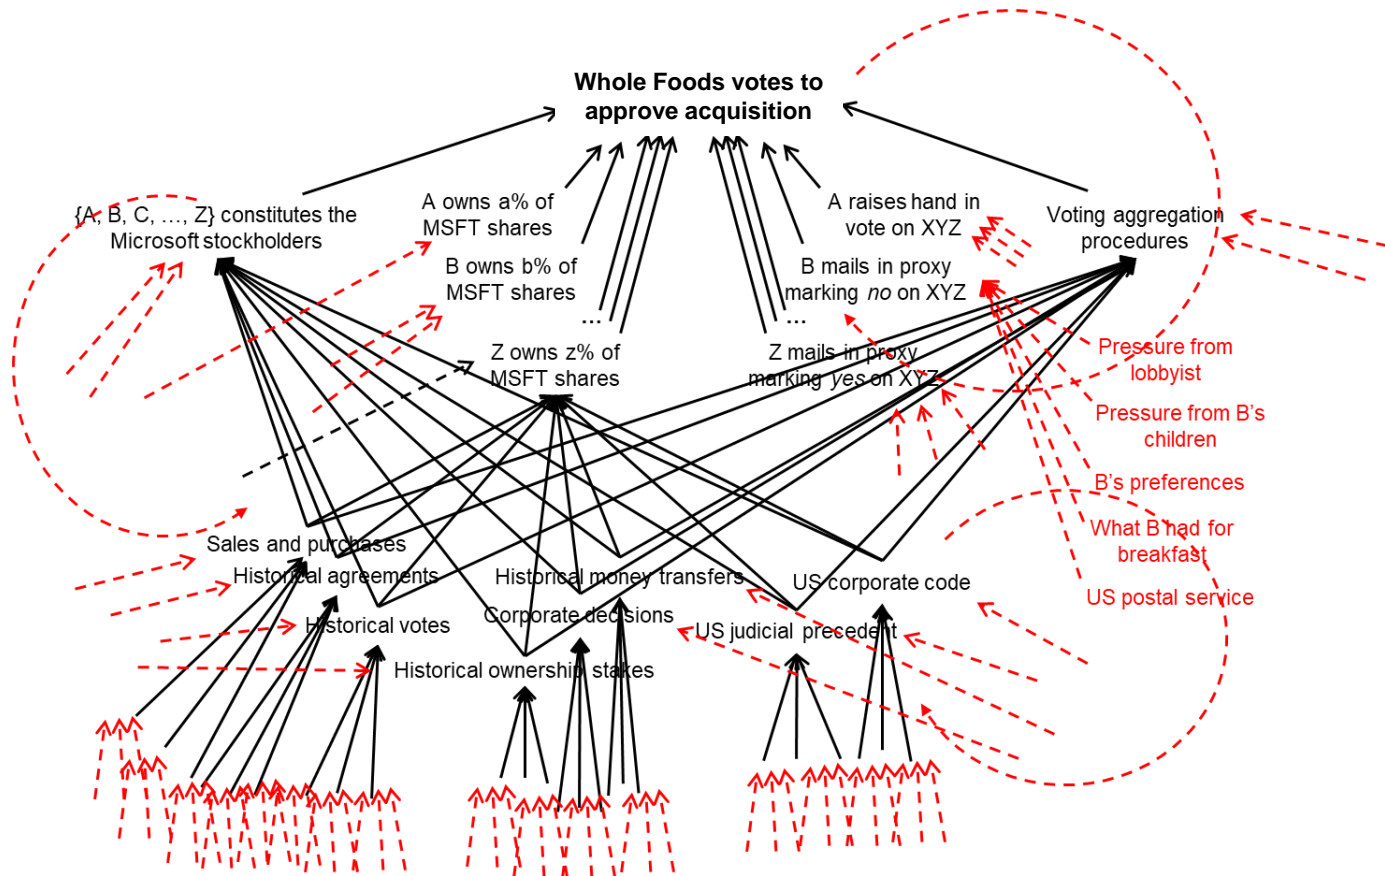 Whole Foods votes to
approve acquisition
{A, B, C, …, Z} constitutes the
Microsoft stockholders
A owns a% of
MSFT shares
B owns b% of
MSFT shares
...
Z owns z% of
MSFT shares
A raises hand in
vote on XYZ
B mails in proxy
marking no on XYZ
...
Z mails in proxy
marking yes on XYZ
Voting aggregation
procedures
Pressure from
lobbyist
Pressure from B's
children
B's preferences
What B had for
breakfast
US postal service
Sales and purchases
Historical agreements
Historical votes
Historical money transfers
Corporate decisions
Historical ownership stakes
US corporate code
US judicial precedent